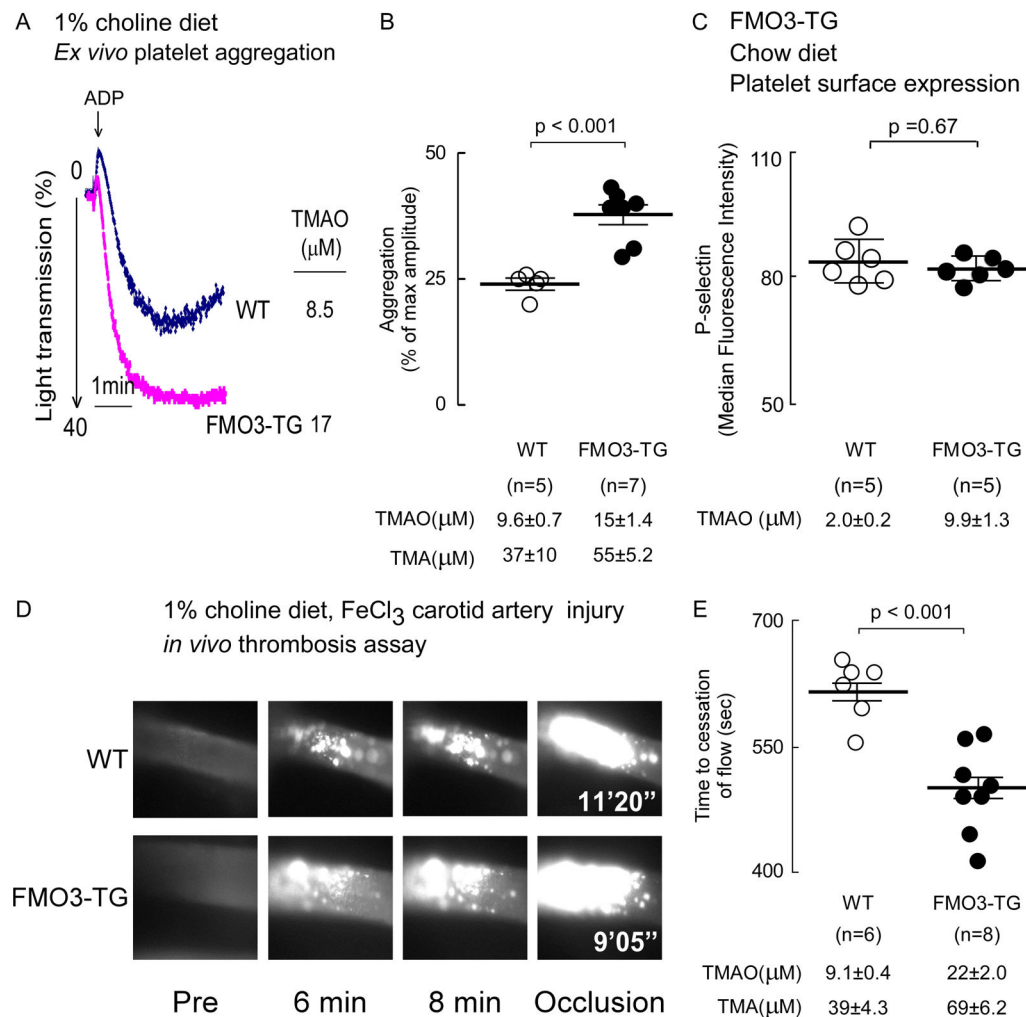 A 1% choline diet
Ex vivo platelet aggregation
ADP
0
Light transmission (%)
40
1min
TMAO
(μM)
WT 8.5
FMO3-TG 17
B
p < 0.001
50
25
0
Aggregation
(% of max amplitude)
WT FMO3-TG
(n=5) (n=7)
TMAO(μM) 9.6±0.7 15±1.4
TMA(μM) 37±10 55±5.2
C FMO3-TG
Chow diet
Platelet surface expression
p =0.67
110
80
50
P-selectin
(Median Fluorescence Intensity)
WT FMO3-TG
(n=5) (n=5)
TMAO (μM) 2.0±0.2 9.9±1.3
D 1% choline diet, FeCl3 carotid artery injury
in vivo thrombosis assay
WT
11’20”
FMO3-TG
9’05”
Pre 6 min 8 min Occlusion
E
p < 0.001
700
550
400
Time to cessation
of flow (sec)
WT FMO3-TG
(n=6) (n=8)
TMAO(μM) 9.1±0.4 22±2.0
TMA(μM) 39±4.3 69±6.2